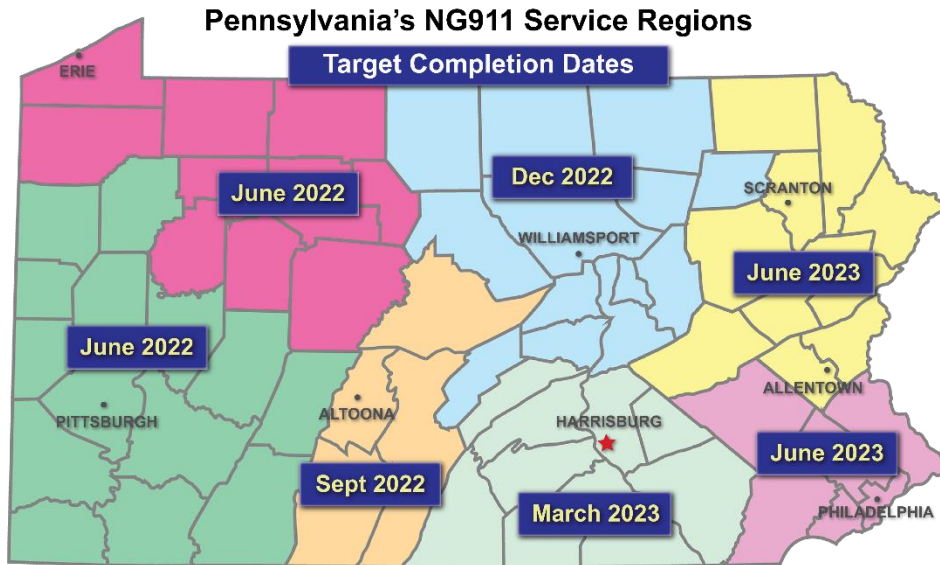 Pennsylvania's NG911 Service Regions
Target Completion Dates
ERIE
June 2022
Dec 2022
SCRANTON
WILLIAMSPORT
June 2023
June 2022
PITTSBURGH
ALTOONA
ALLENTOWN
HARRISBURG
June 2023
Sept 2022
March 2023
PHILADELPHIA